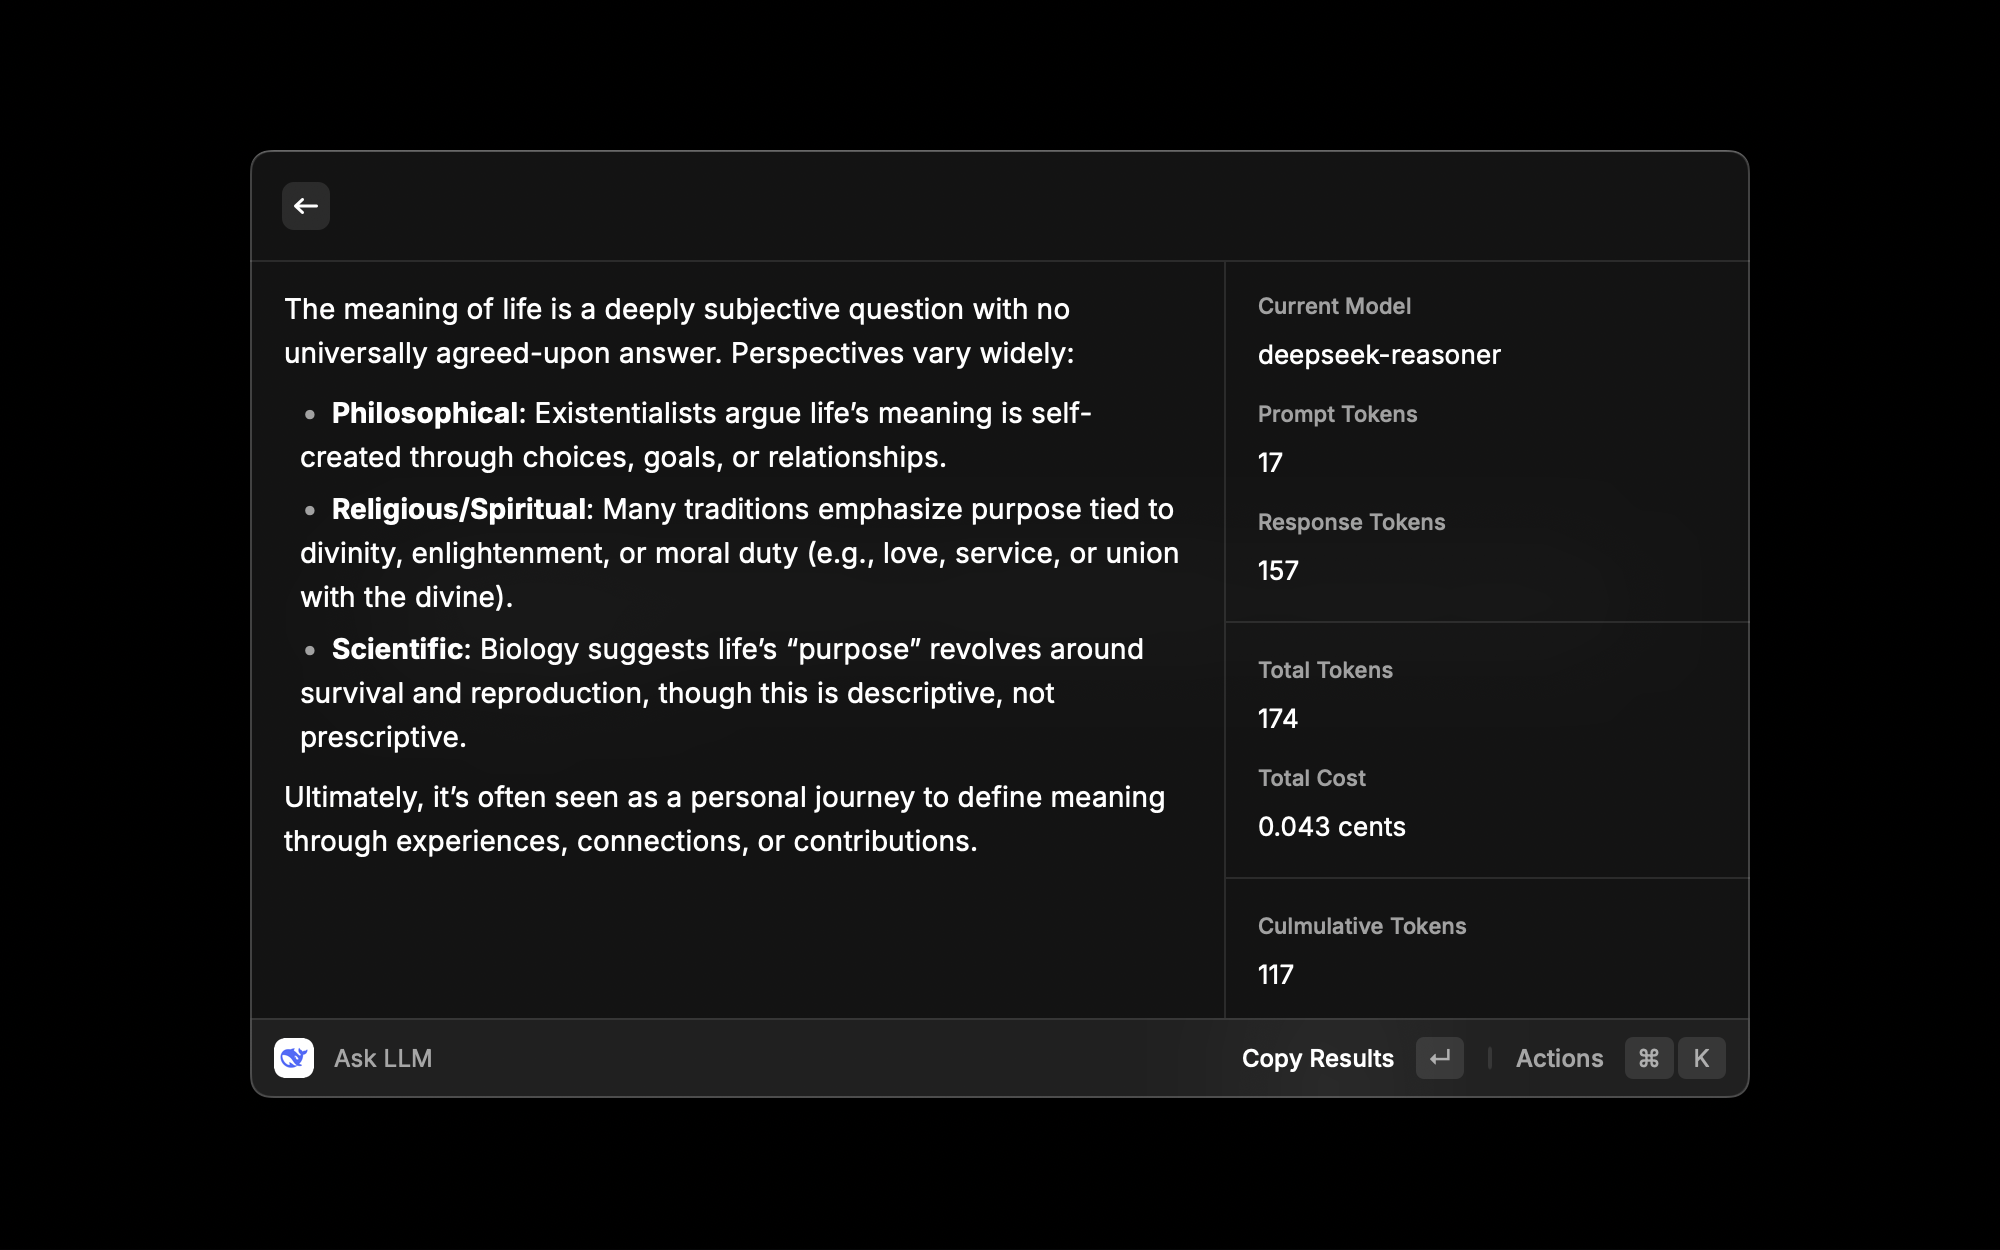 The meaning of life is a deeply subjective question with no
universally agreed-upon answer. Perspectives vary widely:
• Philosophical: Existentialists argue life’s meaning is self-
created through choices, goals, or relationships.
• Religious/Spiritual: Many traditions emphasize purpose tied to
divinity, enlightenment, or moral duty (e.g., love, service, or union
with the divine).
• Scientific: Biology suggests life’s “purpose” revolves around
survival and reproduction, though this is descriptive, not
prescriptive.
Ultimately, it’s often seen as a personal journey to define meaning
through experiences, connections, or contributions.
Current Model
deepseek-reasoner
Prompt Tokens
17
Response Tokens
157
Total Tokens
174
Total Cost
0.043 cents
Culmulative Tokens
117
Ask LLM
Copy Results ↵ | Actions ⌘ K